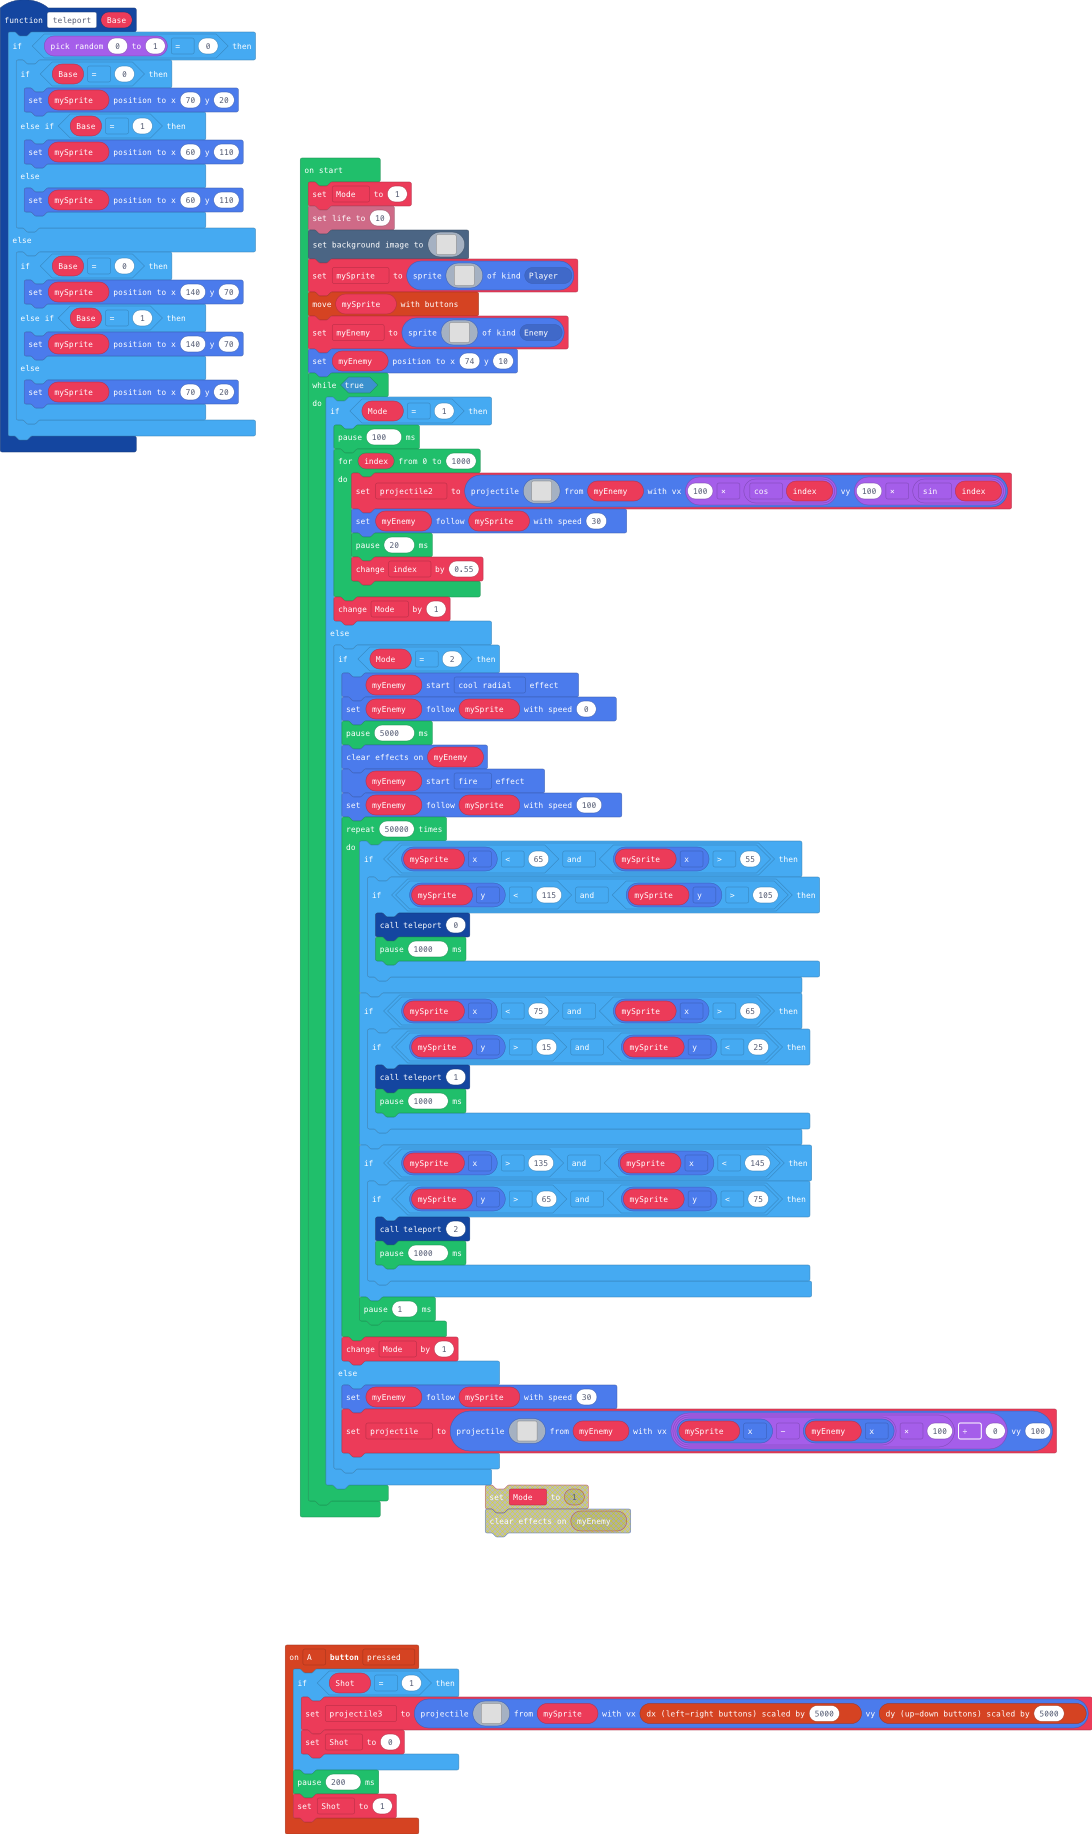 function teleport Base
if pick random 0 to 1 = 0 then
if Base = 0 then
set mySprite position to x 70 y 20
else if Base = 1 then
set mySprite position to x 60 y 110
else
set mySprite position to x 60 y 110
else
if Base = 0 then
set mySprite position to x 140 y 70
else if Base = 1 then
set mySprite position to x 140 y 70
else
set mySprite position to x 70 y 20
on start
set Mode to 1
set life to 10
set background image to
set mySprite to sprite of kind Player
move mySprite with buttons
set myEnemy to sprite of kind Enemy
set myEnemy position to x 74 y 10
while true
do
if Mode = 1 then
pause 100 ms
for index from 0 to 1000
do
set projectile2 to projectile from myEnemy with vx 100 × cos index vy 100 × sin index
set myEnemy follow mySprite with speed 30
pause 20 ms
change index by 0.55
change Mode by 1
else
if Mode = 2 then
myEnemy start cool radial effect
set myEnemy follow mySprite with speed 0
pause 5000 ms
clear effects on myEnemy
myEnemy start fire effect
set myEnemy follow mySprite with speed 100
repeat 50000 times
do
if mySprite x < 65 and mySprite x > 55 then
if mySprite y < 115 and mySprite y > 105 then
call teleport 0
pause 1000 ms
if mySprite x < 75 and mySprite x > 65 then
if mySprite y > 15 and mySprite y < 25 then
call teleport 1
pause 1000 ms
if mySprite x > 135 and mySprite x < 145 then
if mySprite y > 65 and mySprite y < 75 then
call teleport 2
pause 1000 ms
pause 1 ms
change Mode by 1
else
set myEnemy follow mySprite with speed 30
set projectile to projectile from myEnemy with vx mySprite x - myEnemy x × 100 + 0 vy 100
set Mode to 1
clear effects on myEnemy
on A button pressed
if Shot = 1 then
set projectile3 to projectile from mySprite with vx dx (left-right buttons) scaled by 5000 vy dy (up-down buttons) scaled by 5000
set Shot to 0
pause 200 ms
set Shot to 1